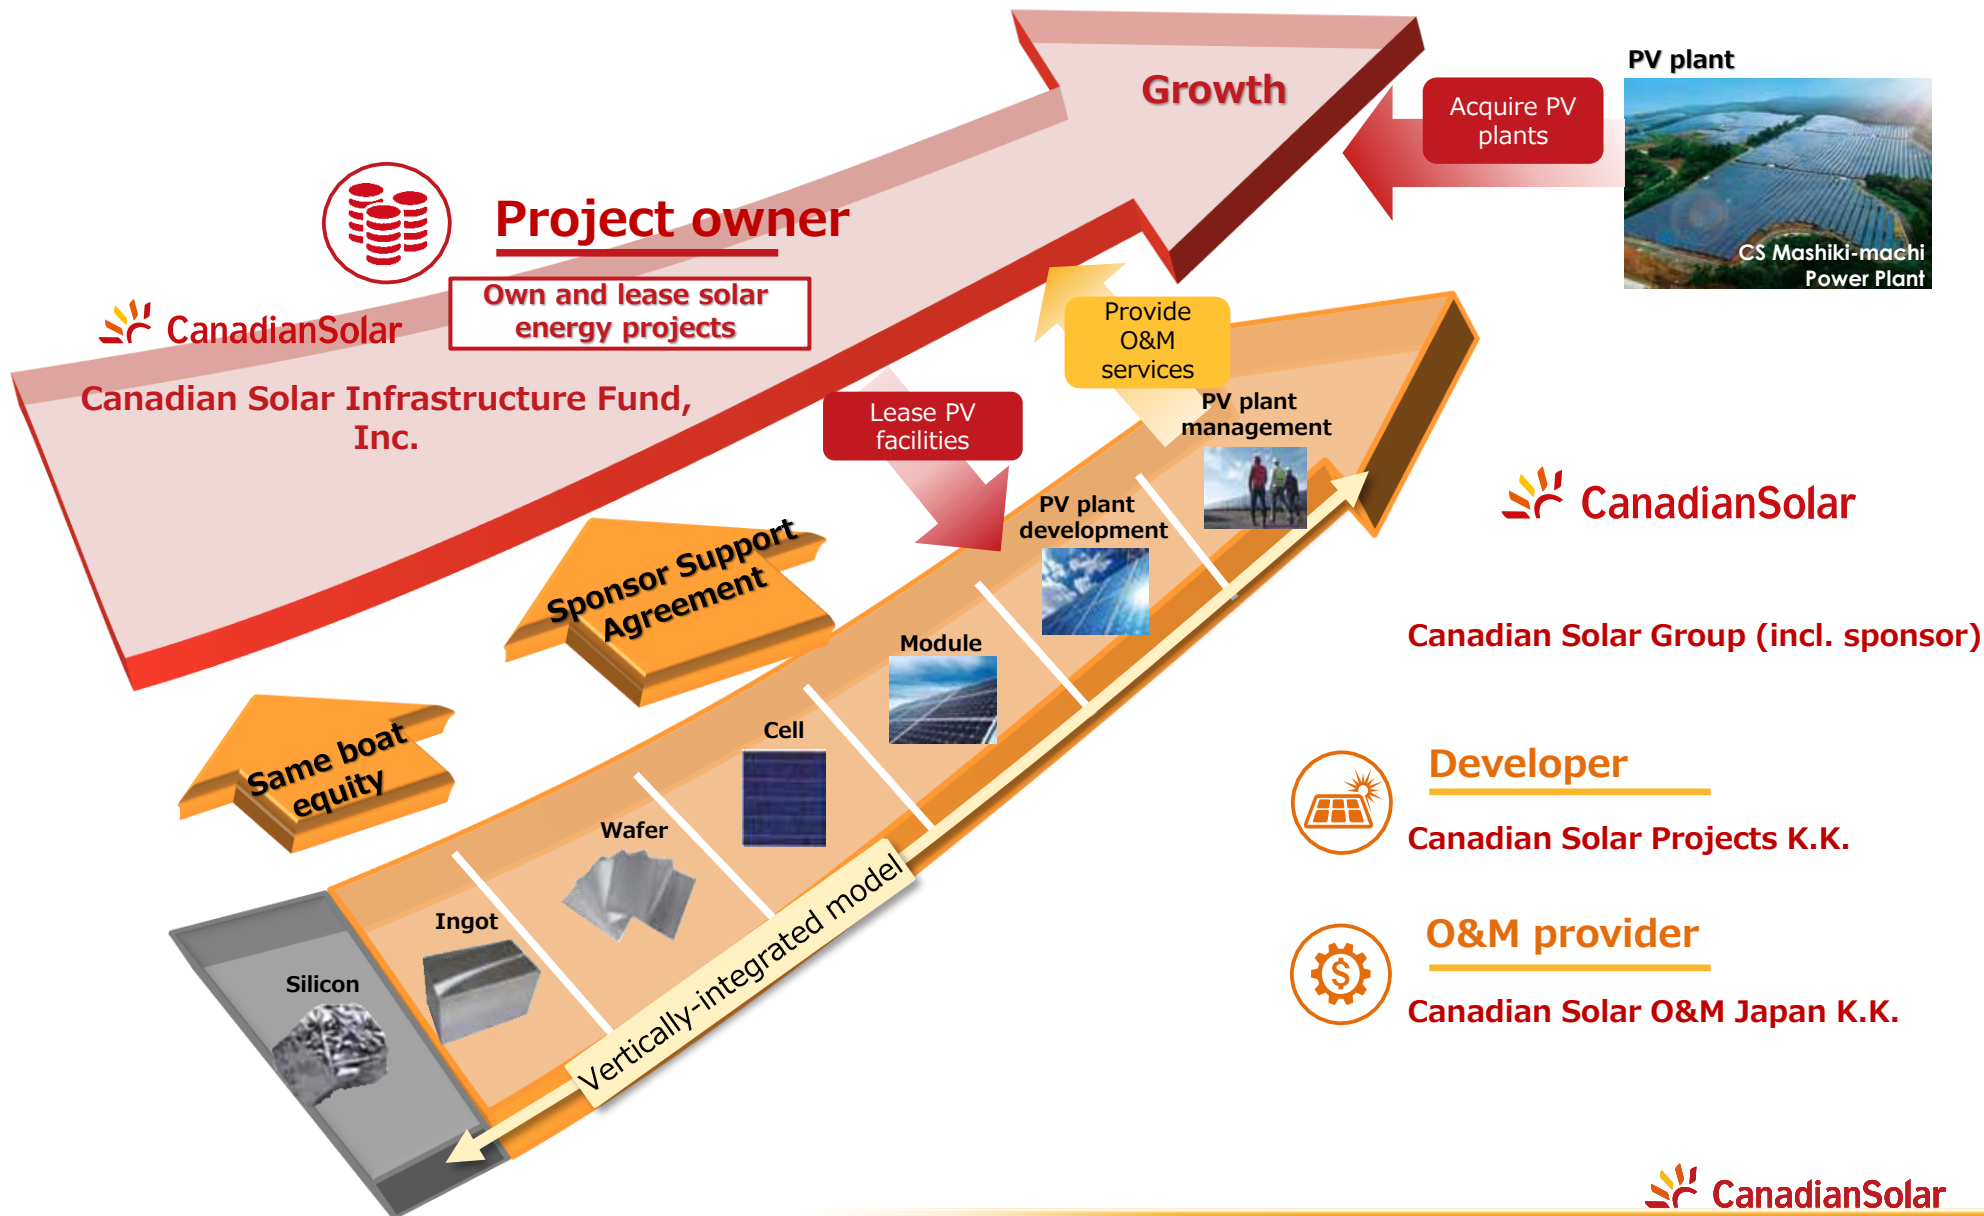 Growth
PV plant
Acquire PV
plants
CS Mashiki-machi
Power Plant
Project owner
Own and lease solar
energy projects
CanadianSolar
Canadian Solar Infrastructure Fund,
Inc.
Provide
O&M
services
Lease PV
facilities
PV plant
management
PV plant
development
Sponsor Support
Agreement
Module
Same boat
equity
Cell
Wafer
Ingot
Silicon
Vertically-integrated model
CanadianSolar
Canadian Solar Group (incl. sponsor)
Developer
Canadian Solar Projects K.K.
O&M provider
$
Canadian Solar O&M Japan K.K.
CanadianSolar